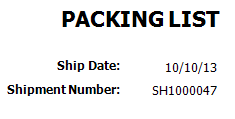 PACKING LIST
Ship Date: 10/10/13
Shipment Number: SH1000047